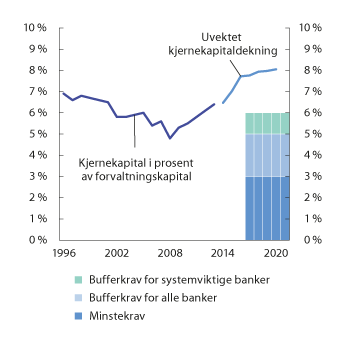 10 %
9 %
8 %
7 %
6 %
5 %
4 %
3 %
2 %
1 %
0 %
Uvektet
kjernekapitaldekning
Kjernekapital i prosent
av forvaltningskapital
10 %
9 %
8 %
7 %
6 %
5 %
4 %
3 %
2 %
1 %
0 %
1996 2002 2008 2014 2020
Bufferkrav for systemviktige banker
Bufferkrav for alle banker
Minstekrav